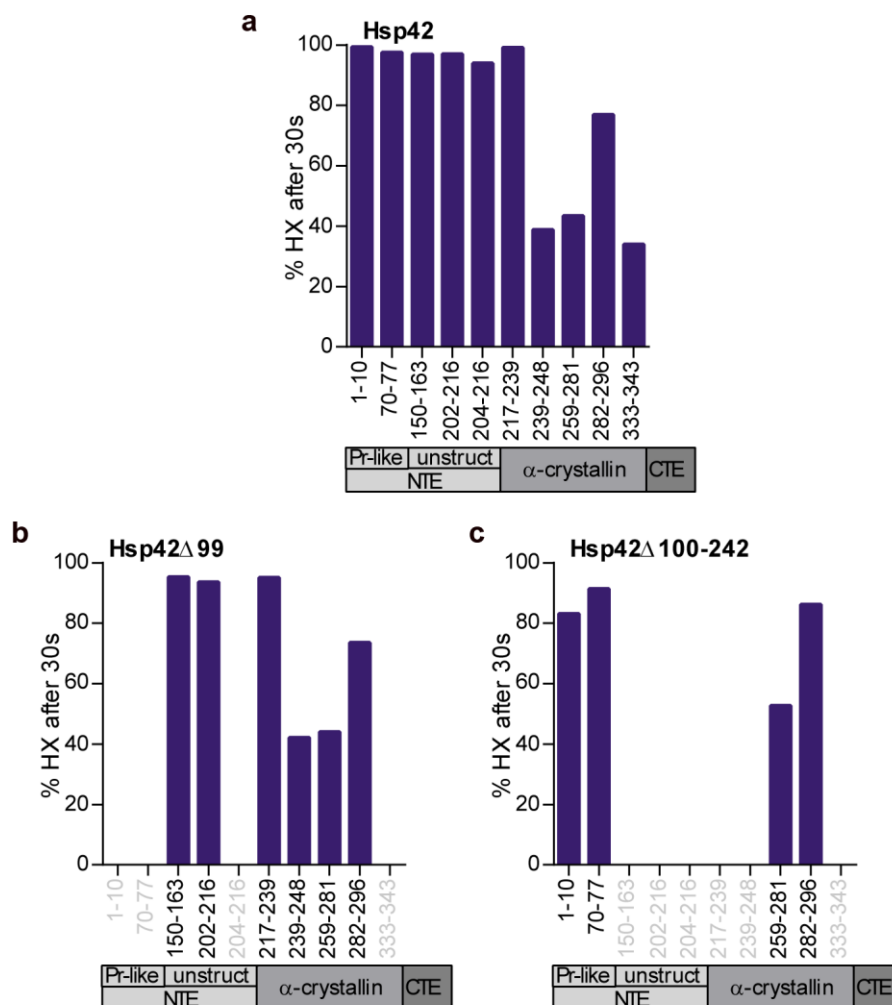 a
Hsp42
% HX after 30s
100
80
60
40
20
0
1-10
70-77
150-163
202-216
204-216
217-239
239-248
259-281
282-296
333-343
Pr-like unstruct
NTE
α-crystallin
CTE
b
Hsp42Δ99
% HX after 30s
100
80
60
40
20
0
1-10
70-77
150-163
202-216
204-216
217-239
239-248
259-281
282-296
333-343
Pr-like unstruct
NTE
α-crystallin
CTE
c
Hsp42Δ100-242
% HX after 30s
100
80
60
40
20
0
1-10
70-77
150-163
202-216
204-216
217-239
239-248
259-281
282-296
333-343
Pr-like unstruct
NTE
α-crystallin
CTE